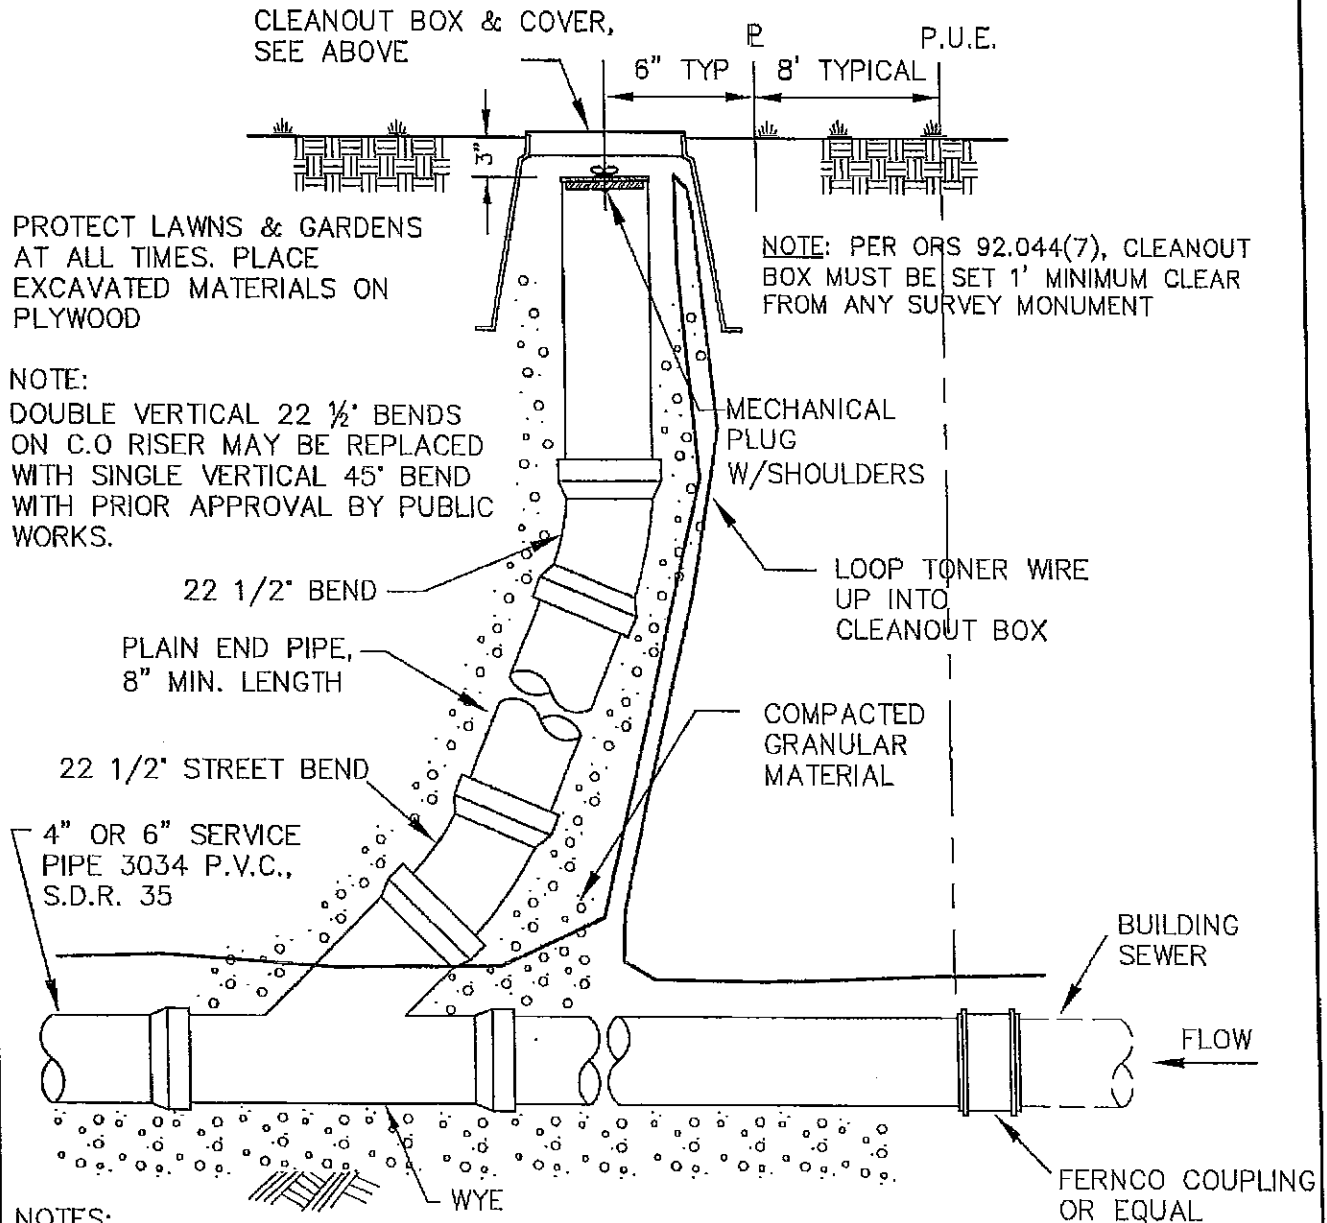 CLEANOUT BOX & COVER,
SEE ABOVE
PL
P.U.E.
6" TYP
8' TYPICAL
3"
PROTECT LAWNS & GARDENS
AT ALL TIMES. PLACE
EXCAVATED MATERIALS ON
PLYWOOD
NOTE: PER ORS 92.044(7), CLEANOUT
BOX MUST BE SET 1' MINIMUM CLEAR
FROM ANY SURVEY MONUMENT
NOTE:
DOUBLE VERTICAL 22 ½° BENDS
ON C.O RISER MAY BE REPLACED
WITH SINGLE VERTICAL 45° BEND
WITH PRIOR APPROVAL BY PUBLIC
WORKS.
MECHANICAL
PLUG
W/SHOULDERS
22 1/2° BEND
LOOP TONER WIRE
UP INTO
CLEANOUT BOX
PLAIN END PIPE,
8" MIN. LENGTH
COMPACTED
GRANULAR
MATERIAL
22 1/2° STREET BEND
4" OR 6" SERVICE
PIPE 3034 P.V.C.,
S.D.R. 35
BUILDING
SEWER
FLOW
WYE
FERNCO COUPLING
OR EQUAL
NOTES: